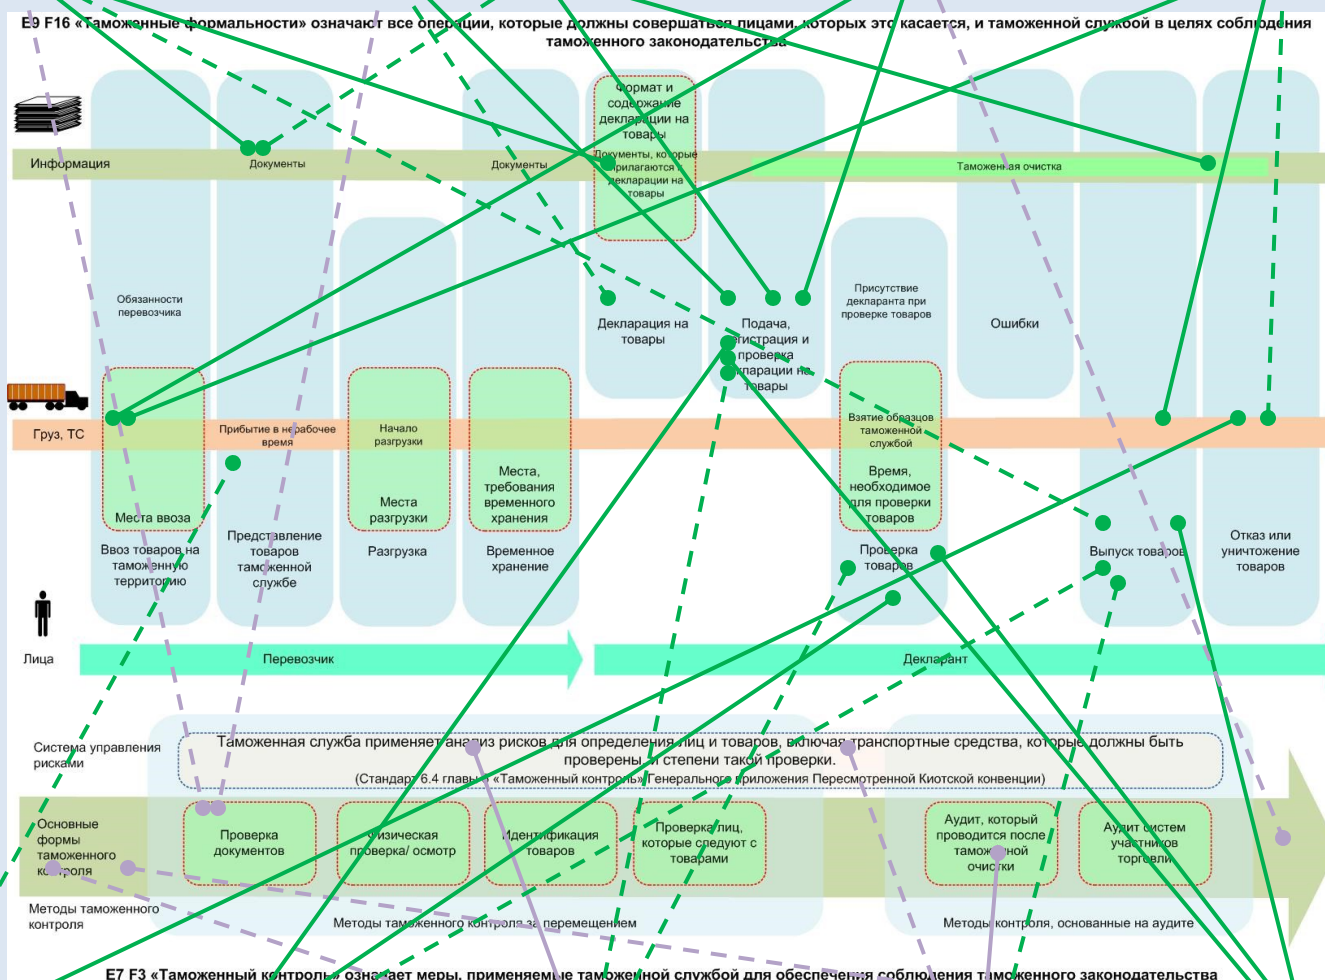 E9 F16 «Таможенные формальности» означают все операции, которые должны совершаться лицами, которых это касается, и таможенной службой в целях соблюдения
таможенного законодательства
Формат и
содержание
декларации на
товары
Информация
Документы
Документы
Документы, которые
прилагаются к
декларации на
товары
Таможенная очистка
Обязанности
перевозчика
Присутствие
декларанта при
проверке товаров
Декларация на
товары
Подача,
регистрация и
проверка
декларации на
товары
Ошибки
Груз, ТС
Прибытие в нерабочее
время
Начало
разгрузки
Взятие образцов
таможенной
службой
Места ввоза
Места
разгрузки
Места,
требования
временного
хранения
Время,
необходимое
для проверки
товаров
Ввоз товаров на
таможенную
территорию
Представление
товаров
таможенной
службе
Разгрузка
Временное
хранение
Проверка
товаров
Выпуск товаров
Отказ или
уничтожение
товаров
Лица
Перевозчик
Декларант
Система управления
рисками
Таможенная служба применяет анализ рисков для определения лиц и товаров, включая транспортные средства, которые должны быть
проверены, и степени такой проверки.
(Стандарт 6.4 главы 6 «Таможенный контроль» Генерального приложения Пересмотренной Киотской конвенции)
Основные
формы
таможенного
контроля
Проверка
документов
Физическая
проверка/ осмотр
Идентификация
товаров
Проверка лиц,
которые следуют с
товарами
Аудит, который
проводится после
таможенной
очистки
Аудит систем
участников
торговли
Методы таможенного
контроля
Методы таможенного контроля за перемещением
Методы контроля, основанные на аудите
E7 F3 «Таможенный контроль» означает меры, применяемые таможенной службой для обеспечения соблюдения таможенного законодательства